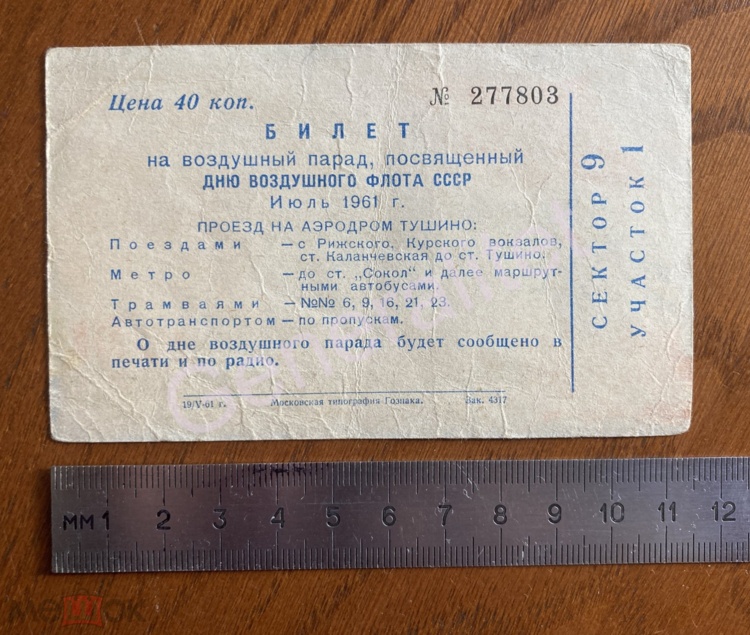 Цена 40 коп.
№ 277803
БИЛЕТ
на воздушный парад, посвященный
ДНЮ ВОЗДУШНОГО ФЛОТА СССР
Июль 1961 г.
ПРОЕЗД НА АЭРОДРОМ ТУШИНО:
Поездами — с Рижского, Курского вокзалов,
ст. Каланчевская до ст. Тушино.
Метро — до ст. „Сокол" и далее маршрут-
ными автобусами.
Трамваями — №№ 6, 9, 16, 21, 23.
Автотранспортом — по пропускам.
О дне воздушного парада будет сообщено в
печати и по радио.
19/V-61 г. Московская типография Гознака. Зак. 4317
СЕКТОР 9
УЧАСТОК 1
мм 1 2 3 4 5 6 7 8 9 10 11 12